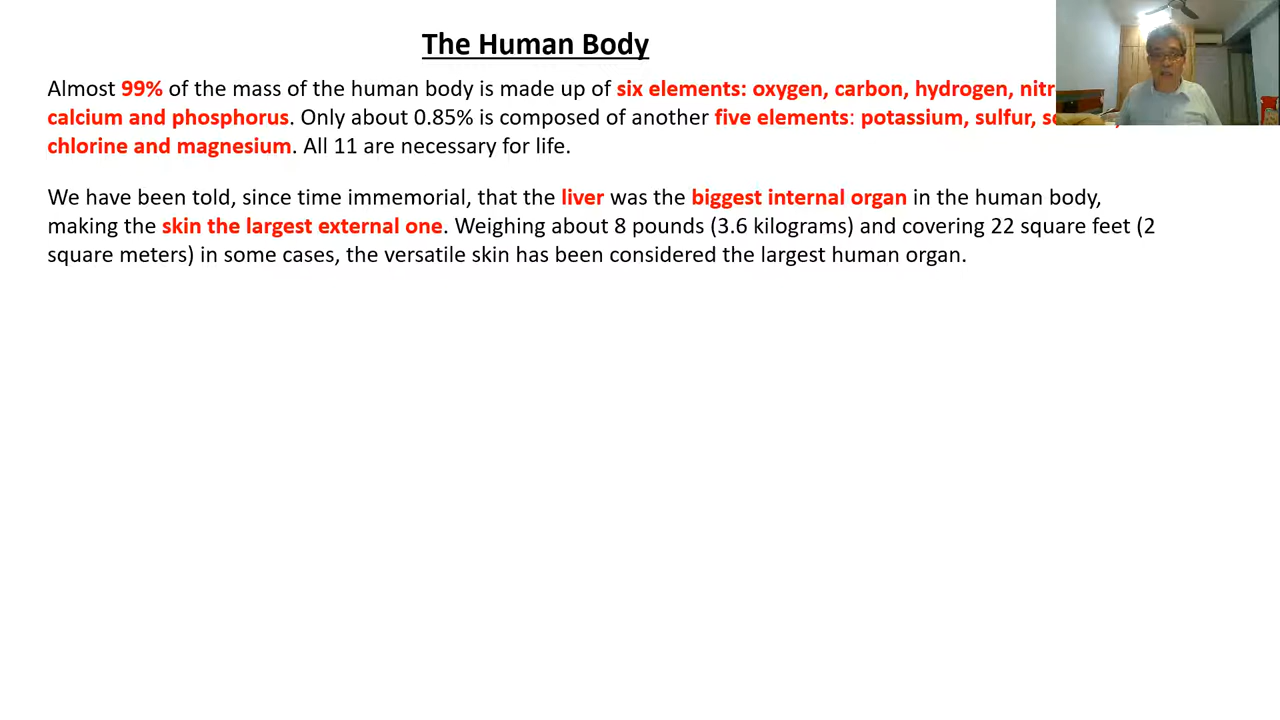 The Human Body
Almost 99% of the mass of the human body is made up of six elements: oxygen, carbon, hydrogen,
calcium and phosphorus. Only about 0.85% is composed of another five elements: potassium, sulfur,
chlorine and magnesium. All 11 are necessary for life.
We have been told, since time immemorial, that the liver was the biggest internal organ in the human body,
making the skin the largest external one. Weighing about 8 pounds (3.6 kilograms) and covering 22 square feet (2
square meters) in some cases, the versatile skin has been considered the largest human organ.